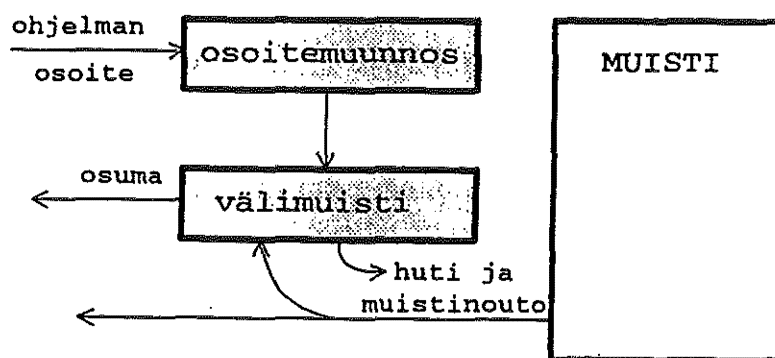 ohjelman
osoite
osoitemuunnos
MUISTI
osuma
välimuisti
huti ja
muistinouto